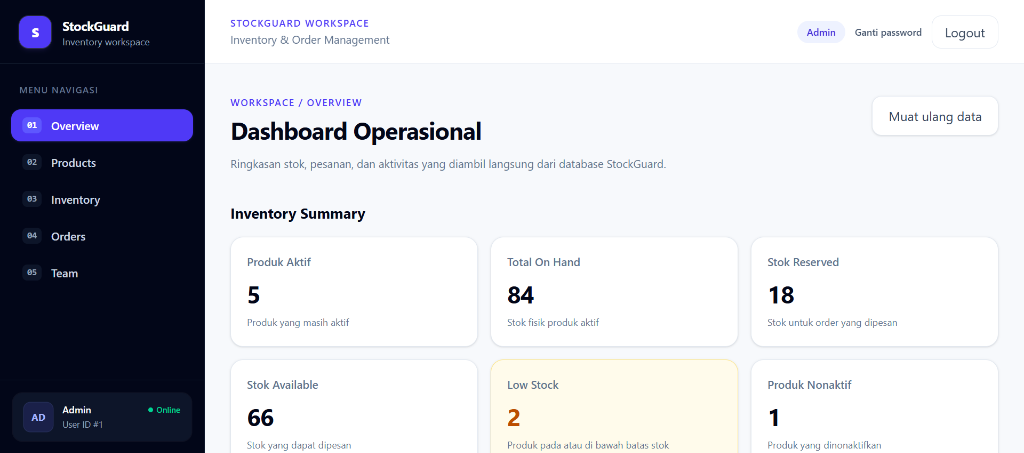 S
StockGuard
Inventory workspace
MENU NAVIGASI
01 Overview
02 Products
03 Inventory
04 Orders
05 Team
AD
Admin
Online
User ID #1
STOCKGUARD WORKSPACE
Inventory & Order Management
Admin
Ganti password
Logout
WORKSPACE / OVERVIEW
Dashboard Operasional
Ringkasan stok, pesanan, dan aktivitas yang diambil langsung dari database StockGuard.
Muat ulang data
Inventory Summary
Produk Aktif
5
Produk yang masih aktif
Total On Hand
84
Stok fisik produk aktif
Stok Reserved
18
Stok untuk order yang dipesan
Stok Available
66
Stok yang dapat dipesan
Low Stock
2
Produk pada atau di bawah batas stok
Produk Nonaktif
1
Produk yang dinonaktifkan